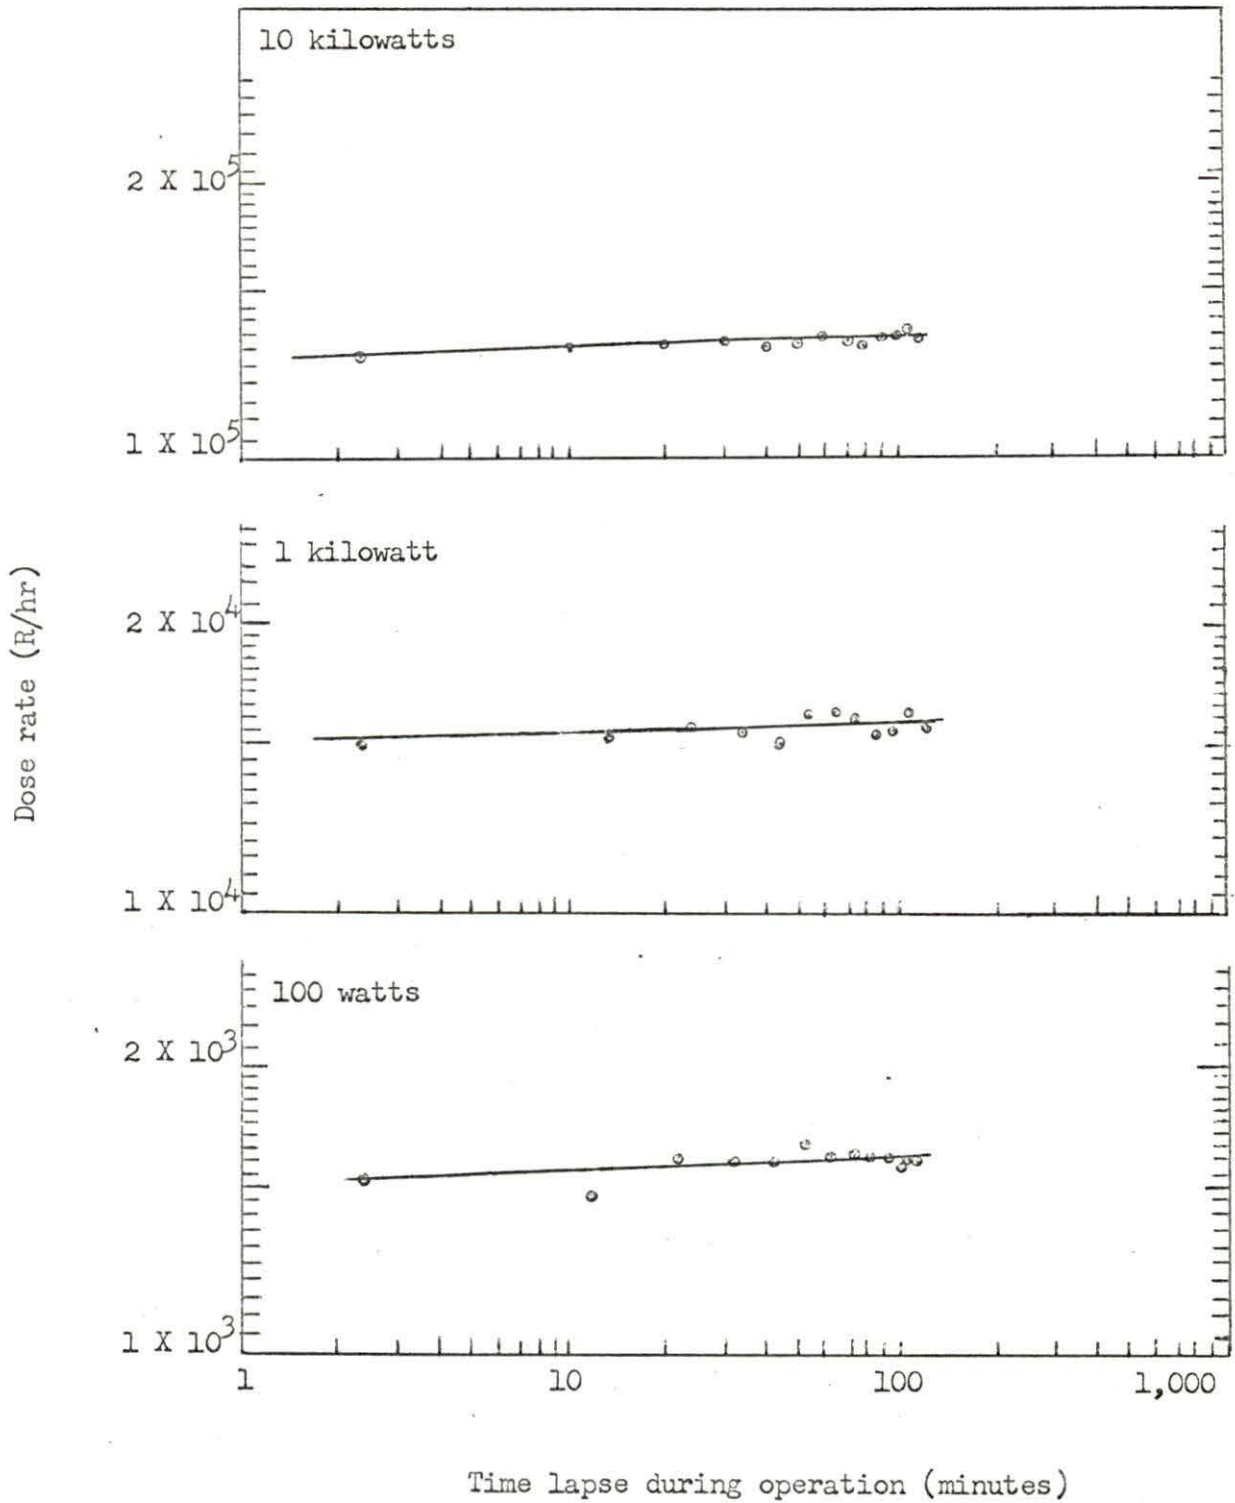 10 kilowatts
2 X 10⁵
1 X 10⁵
1 kilowatt
2 X 10⁴
1 X 10⁴
Dose rate (R/hr)
100 watts
2 X 10³
1 X 10³
1 10 100 1,000
Time lapse during operation (minutes)